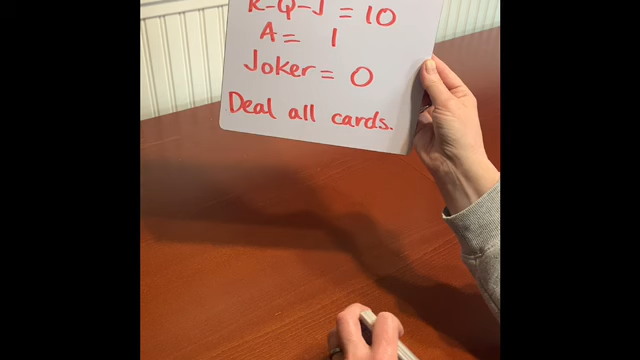 K-Q-J = 10
A = 1
Joker = 0
Deal all cards.